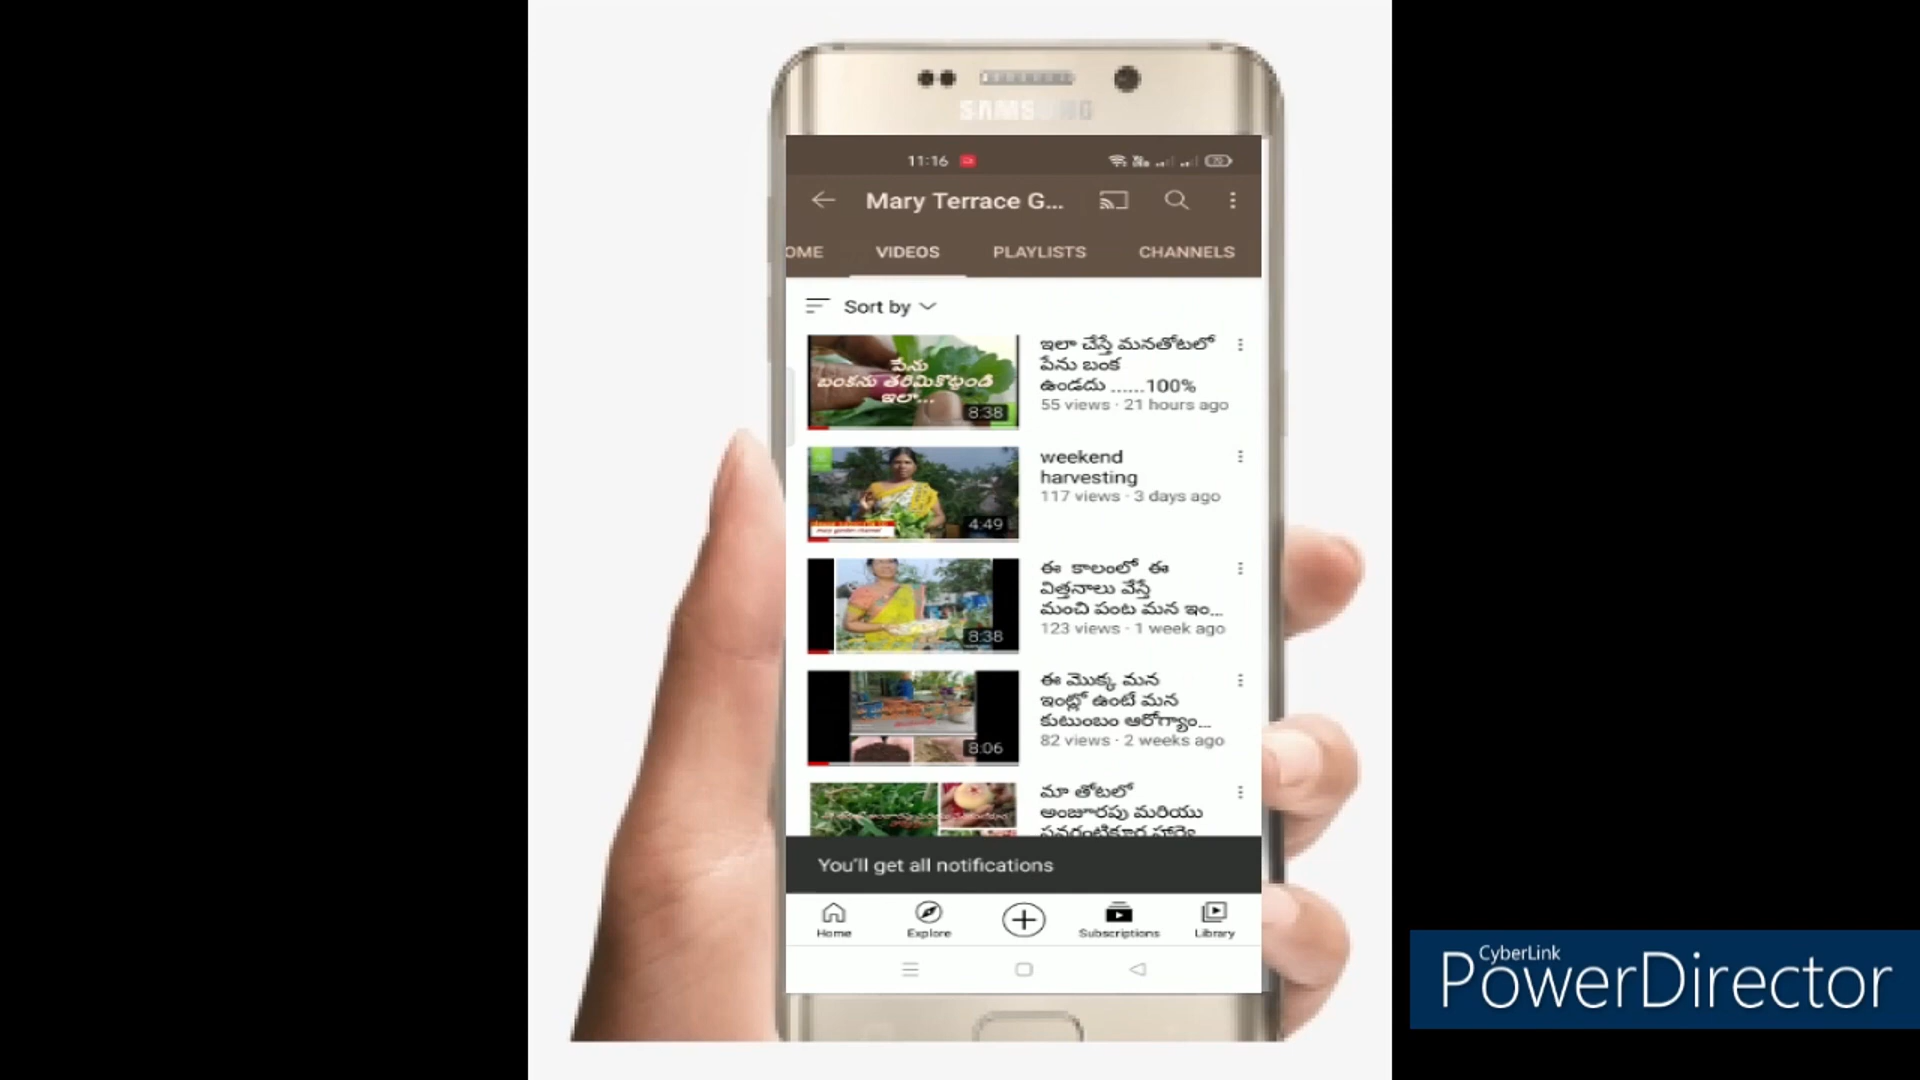 SAMSUNG
11:16
Mary Terrace G...
OME VIDEOS PLAYLISTS CHANNELS
Sort by
పేను
బంకను తరిమికొట్టండి
ఇలా...
8:38
ఇలా చేస్తే మనతోటలో
పేను బంక
ఉండదు ......100%
55 views · 21 hours ago
4:49
weekend
harvesting
117 views · 3 days ago
8:38
ఈ కాలంలో ఈ
విత్తనాలు వేస్తే
మంచి పంట మన ఇం...
123 views · 1 week ago
8:06
ఈ మొక్క మన
ఇంట్లో ఉంటే మన
కుటుంబం ఆరోగ్యాం...
82 views · 2 weeks ago
మా తోటలో
అంజూరపు మరియు
You'll get all notifications
Home Explore Subscriptions Library
CyberLink
PowerDirector